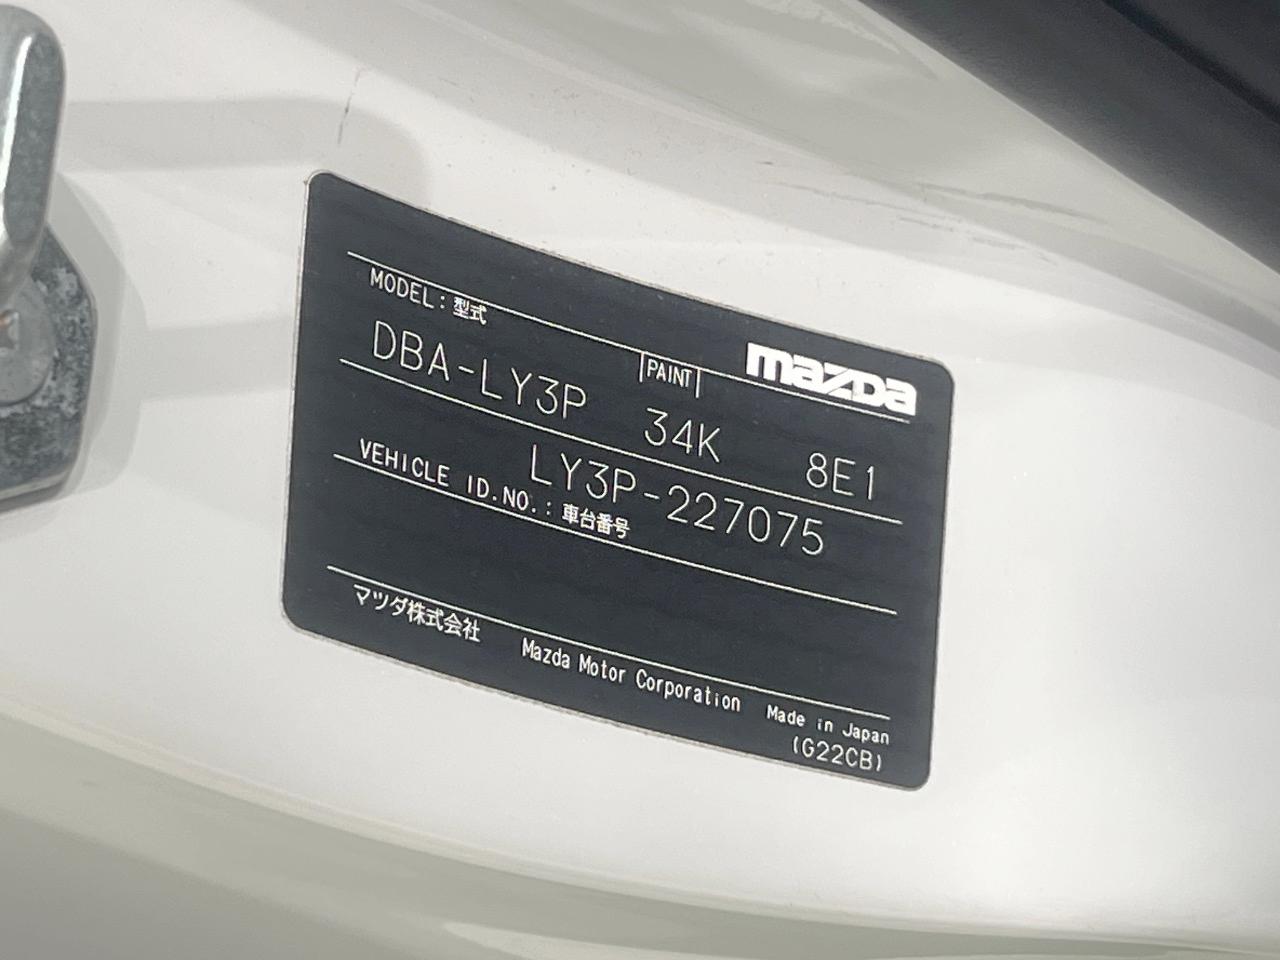 mazda
MODEL:型式
PAINT
DBA-LY3P 34K 8E1
LY3P-227075
VEHICLE ID.NO.:車台番号
マツダ株式会社 Mazda Motor Corporation Made in Japan
(G22CB)